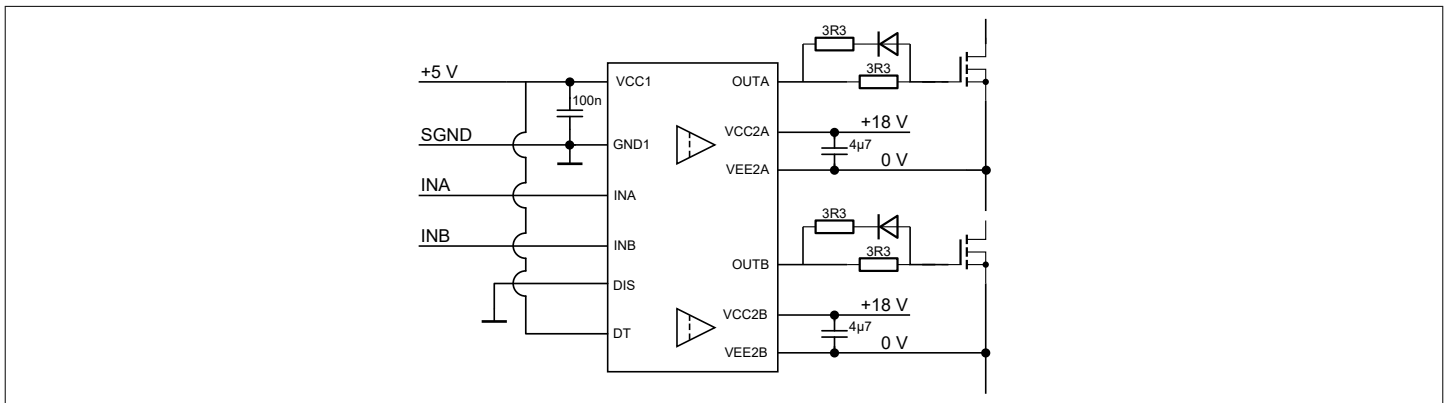 3R3
3R3
+5 V
VCC1
OUTA
100n
VCC2A
+18 V
SGND
GND1
4µ7
VEE2A
0 V
INA
INA
3R3
INB
INB
3R3
OUTB
DIS
VCC2B
+18 V
4µ7
DT
VEE2B
0 V